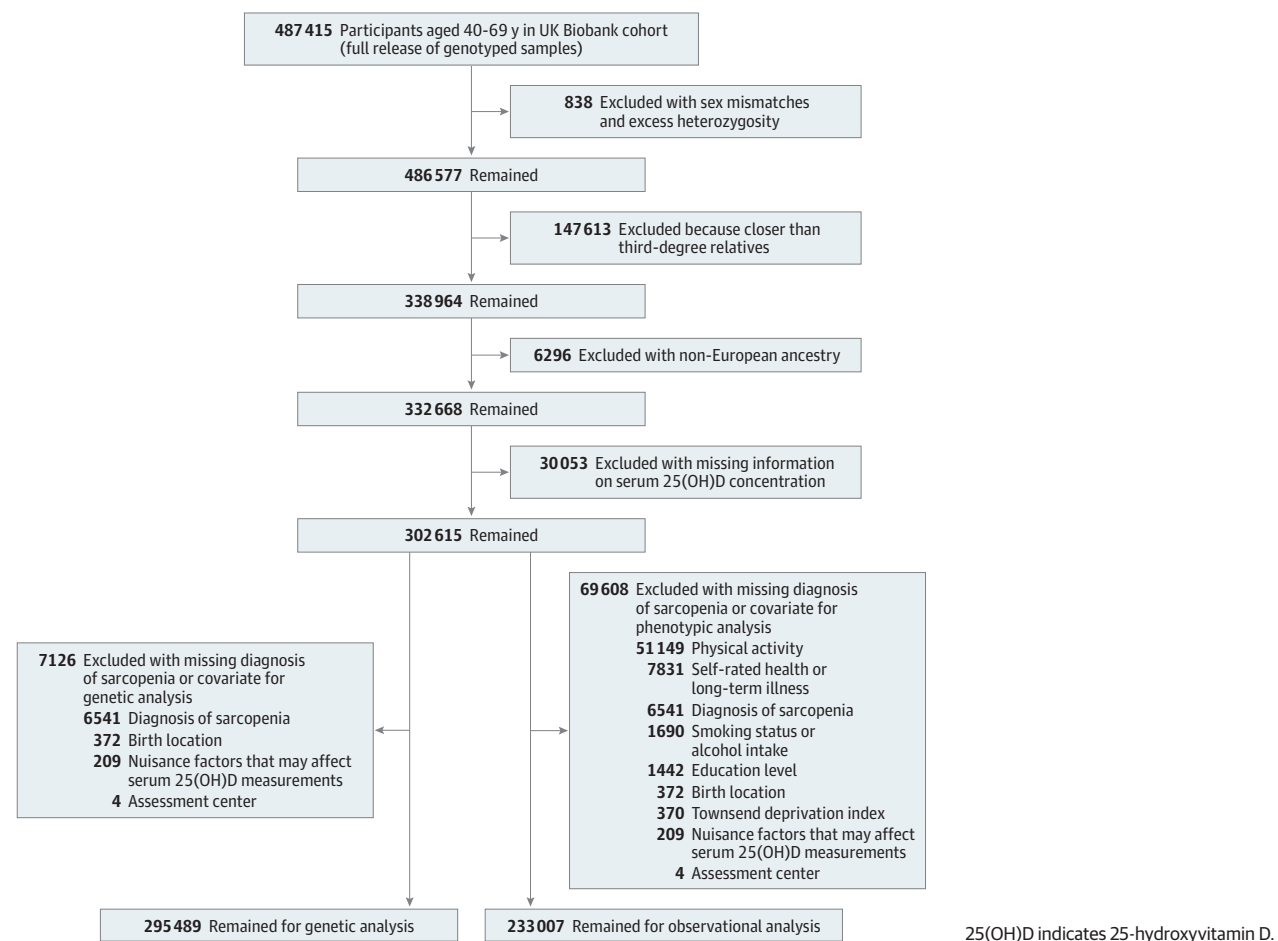 487 415 Participants aged 40-69 y in UK Biobank cohort
(full release of genotyped samples)
838 Excluded with sex mismatches
and excess heterozygosity
486 577 Remained
147 613 Excluded because closer than
third-degree relatives
338 964 Remained
6296 Excluded with non-European ancestry
332 668 Remained
30 053 Excluded with missing information
on serum 25(OH)D concentration
302 615 Remained
7126 Excluded with missing diagnosis
of sarcopenia or covariate for
genetic analysis
6541 Diagnosis of sarcopenia
372 Birth location
209 Nuisance factors that may affect
serum 25(OH)D measurements
4 Assessment center
69 608 Excluded with missing diagnosis
of sarcopenia or covariate for
phenotypic analysis
51 149 Physical activity
7831 Self-rated health or
long-term illness
6541 Diagnosis of sarcopenia
1690 Smoking status or
alcohol intake
1442 Education level
372 Birth location
370 Townsend deprivation index
209 Nuisance factors that may affect
serum 25(OH)D measurements
4 Assessment center
295 489 Remained for genetic analysis
233 007 Remained for observational analysis
25(OH)D indicates 25-hydroxyvitamin D.